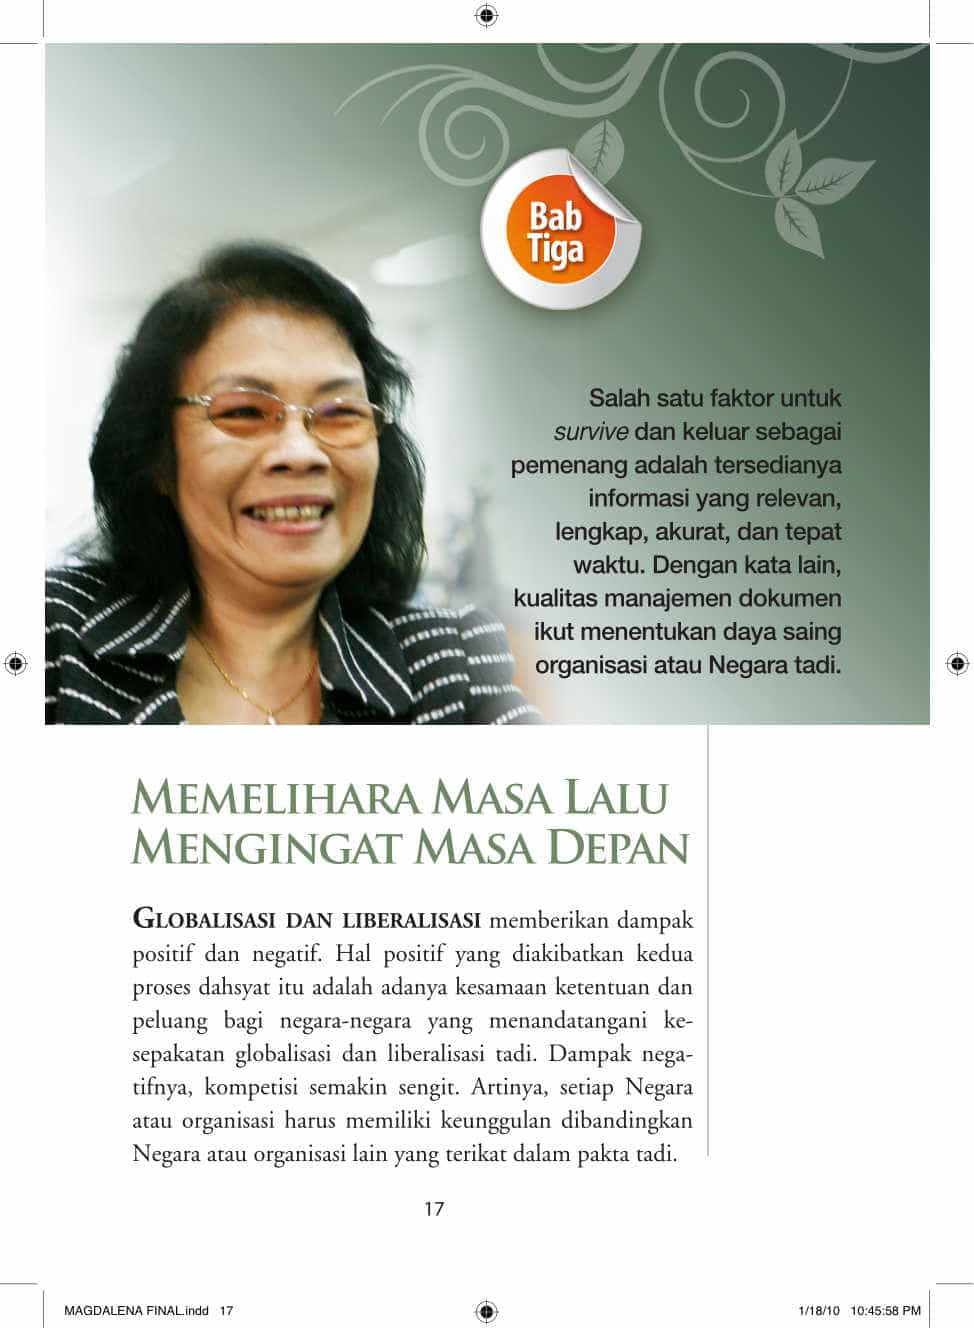 Bab
Tiga
Salah satu faktor untuk
survive dan keluar sebagai
pemenang adalah tersedianya
informasi yang relevan,
lengkap, akurat, dan tepat
waktu. Dengan kata lain,
kualitas manajemen dokumen
ikut menentukan daya saing
organisasi atau Negara tadi.
MEMELIHARA MASA LALU
MENGINGAT MASA DEPAN
GLOBALISASI DAN LIBERALISASI memberikan dampak
positif dan negatif. Hal positif yang diakibatkan kedua
proses dahsyat itu adalah adanya kesamaan ketentuan dan
peluang bagi negara-negara yang menandatangani ke-
sepakatan globalisasi dan liberalisasi tadi. Dampak nega-
tifnya, kompetisi semakin sengit. Artinya, setiap Negara
atau organisasi harus memiliki keunggulan dibandingkan
Negara atau organisasi lain yang terikat dalam pakta tadi.
17
MAGDALENA FINAL.indd 17
1/18/10 10:45:58 PM